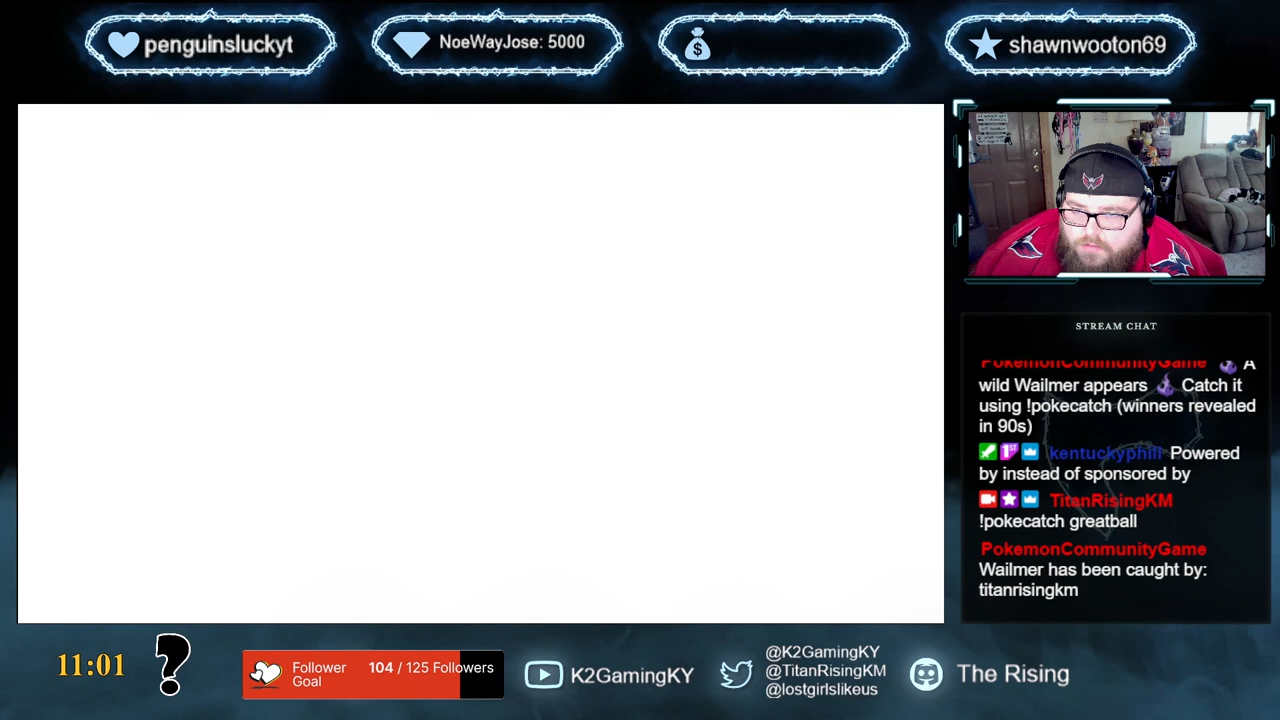 penguinsluckyt
NoeWayJose: 5000
$
shawnwooton69
STREAM CHAT
PokemonCommunityGame A
wild Wailmer appears Catch it
using !pokecatch (winners revealed
in 90s)
1ST kentuckyphill Powered
by instead of sponsored by
TitanRisingKM
!pokecatch greatball
PokemonCommunityGame
Wailmer has been caught by:
titanrisingkm
11:01 ?
Follower Goal
104 / 125 Followers
K2GamingKY
@K2GamingKY
@TitanRisingKM
@lostgirlslikeus
The Rising